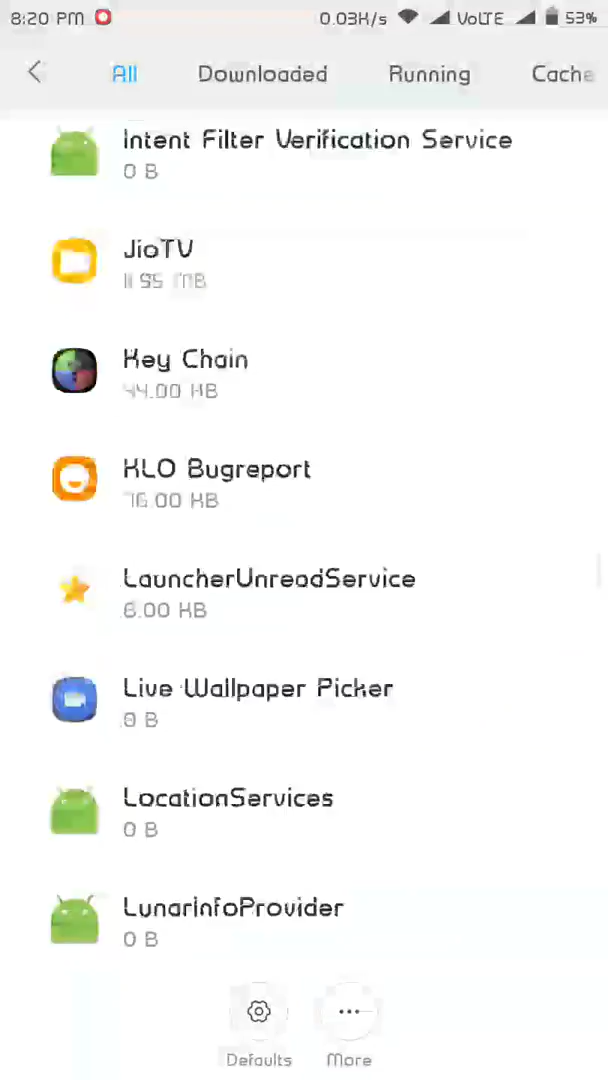 8:20 PM 0.03K/s VoLTE 53%
All Downloaded Running Cache
Intent Filter Verification Service
0 B
JioTV
MB
Key Chain
44.00 KB
KLO Bugreport
76.00 KB
LauncherUnreadService
6.00 KB
Live Wallpaper Picker
0 B
LocationServices
0 B
LunarInfoProvider
0 B
Defaults More